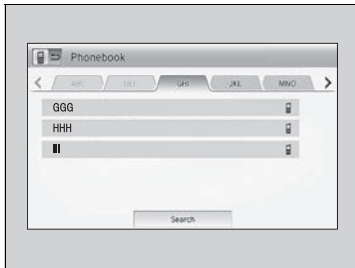 Phonebook
ABC DEF GHI JKL MNO
GGG
HHH
III
Search